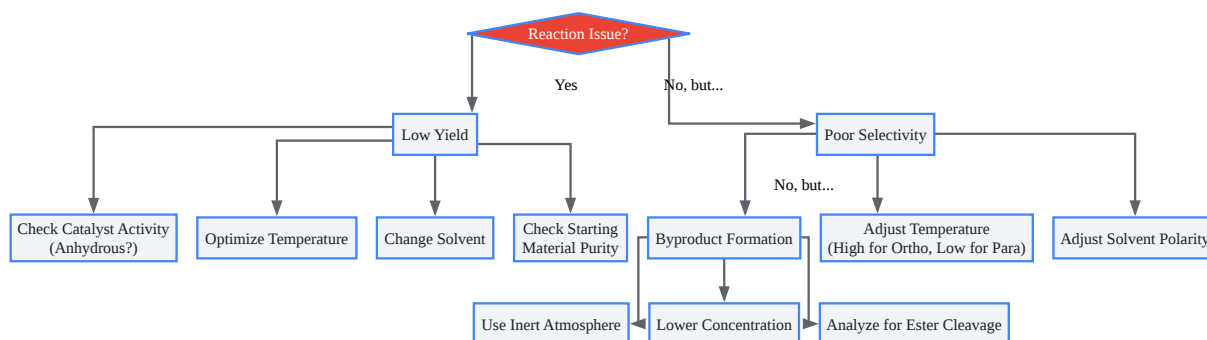 Reaction Issue?
Yes
No, but...
Low Yield
Poor Selectivity
No, but...
Check Catalyst Activity
(Anhydrous?)
Optimize Temperature
Change Solvent
Check Starting
Material Purity
Byproduct Formation
Adjust Temperature
(High for Ortho, Low for Para)
Adjust Solvent Polarity
Use Inert Atmosphere
Lower Concentration
Analyze for Ester Cleavage